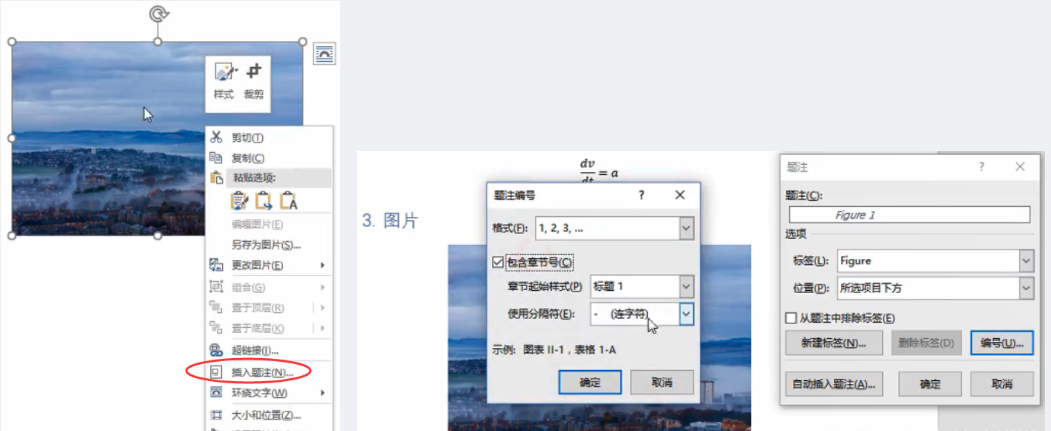 样式 裁剪
剪切(T)
复制(C)
粘贴选项:
A
编辑图片(E)
另存为图片(S)...
更改图片(E)
组合(G)
置于顶层(R)
置于底层(K)
超链接(I)...
插入题注(N)...
环绕文字(W)
大小和位置(Z)...
3. 图片
dv
dt = a
题注编号 ? ×
格式(F): 1, 2, 3, ...
包含章节号(C)
章节起始样式(P) 标题 1
使用分隔符(E): - (连字符)
示例: 图表 II-1，表格 1-A
确定 取消
题注 ? ×
题注(C):
Figure 1
选项
标签(L): Figure
位置(P): 所选项目下方
从题注中排除标签(E)
新建标签(N)... 删除标签(D) 编号(U)...
自动插入题注(A)... 确定 取消